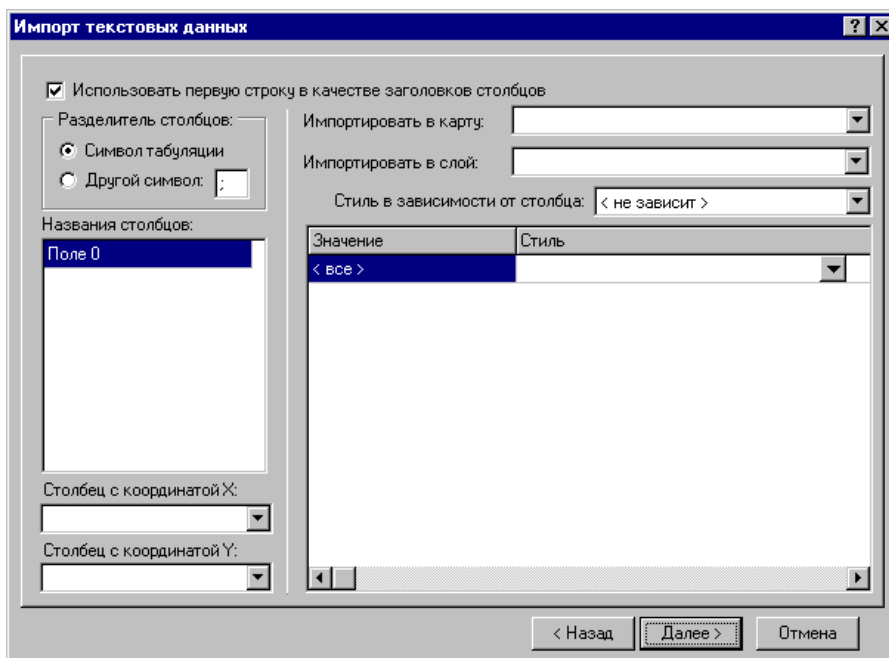 Импорт текстовых данных
Использовать первую строку в качестве заголовков столбцов
Разделитель столбцов:
Символ табуляции
Другой символ: ;
Названия столбцов:
Поле 0
Столбец с координатой X:
Столбец с координатой Y:
Импортировать в карту:
Импортировать в слой:
Стиль в зависимости от столбца: < не зависит >
Значение Стиль
< все >
< Назад Далее > Отмена